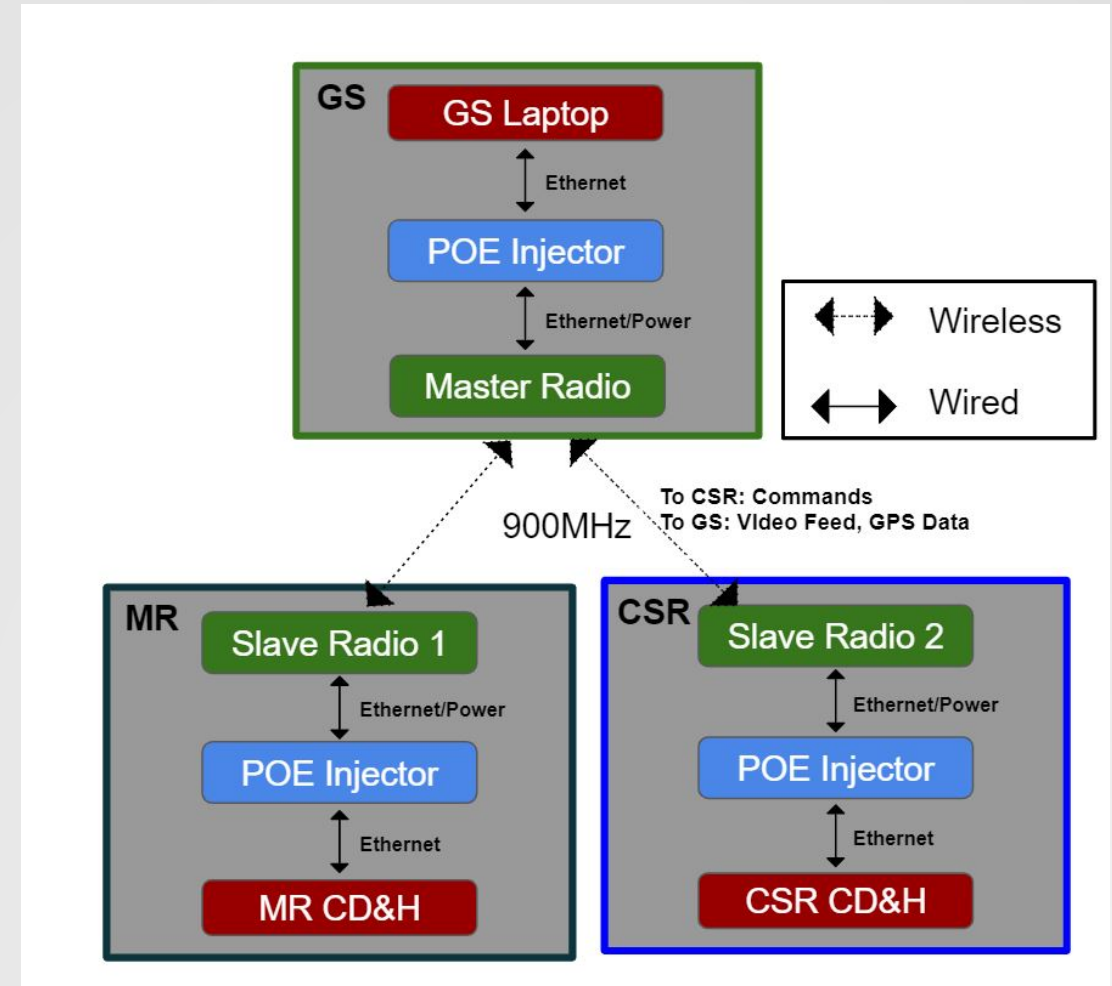 GS
GS Laptop
Ethernet
POE Injector
Ethernet/Power
Master Radio
Wireless
Wired
900MHz
To CSR: Commands
To GS: VIdeo Feed, GPS Data
MR
Slave Radio 1
Ethernet/Power
POE Injector
Ethernet
MR CD&H
CSR
Slave Radio 2
Ethernet/Power
POE Injector
Ethernet
CSR CD&H